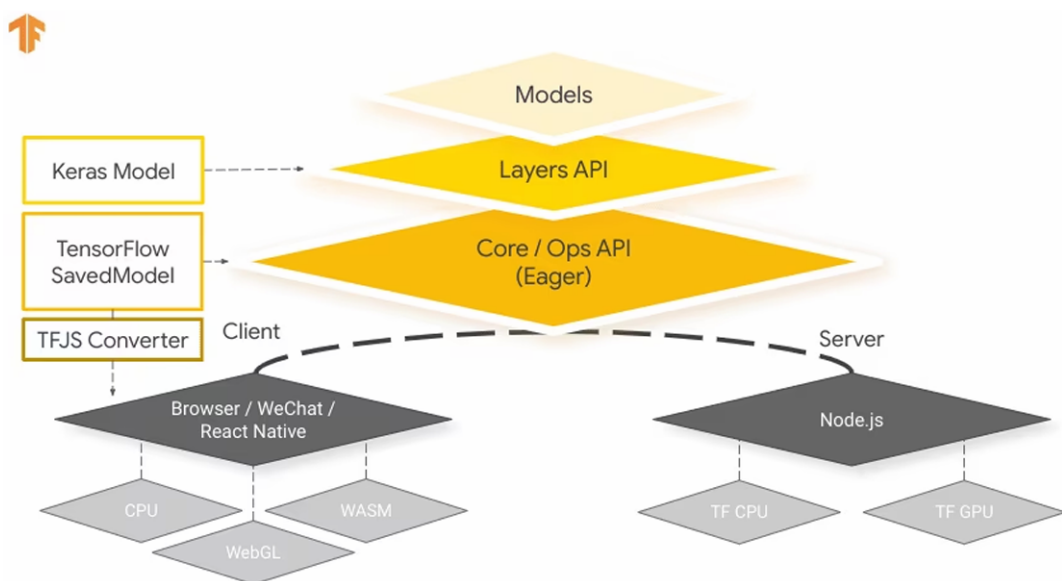 TF
Models
Keras Model
Layers API
TensorFlow
SavedModel
Core / Ops API
(Eager)
TFJS Converter
Client
Server
Browser / WeChat /
React Native
Node.js
CPU
WebGL
WASM
TF CPU
TF GPU